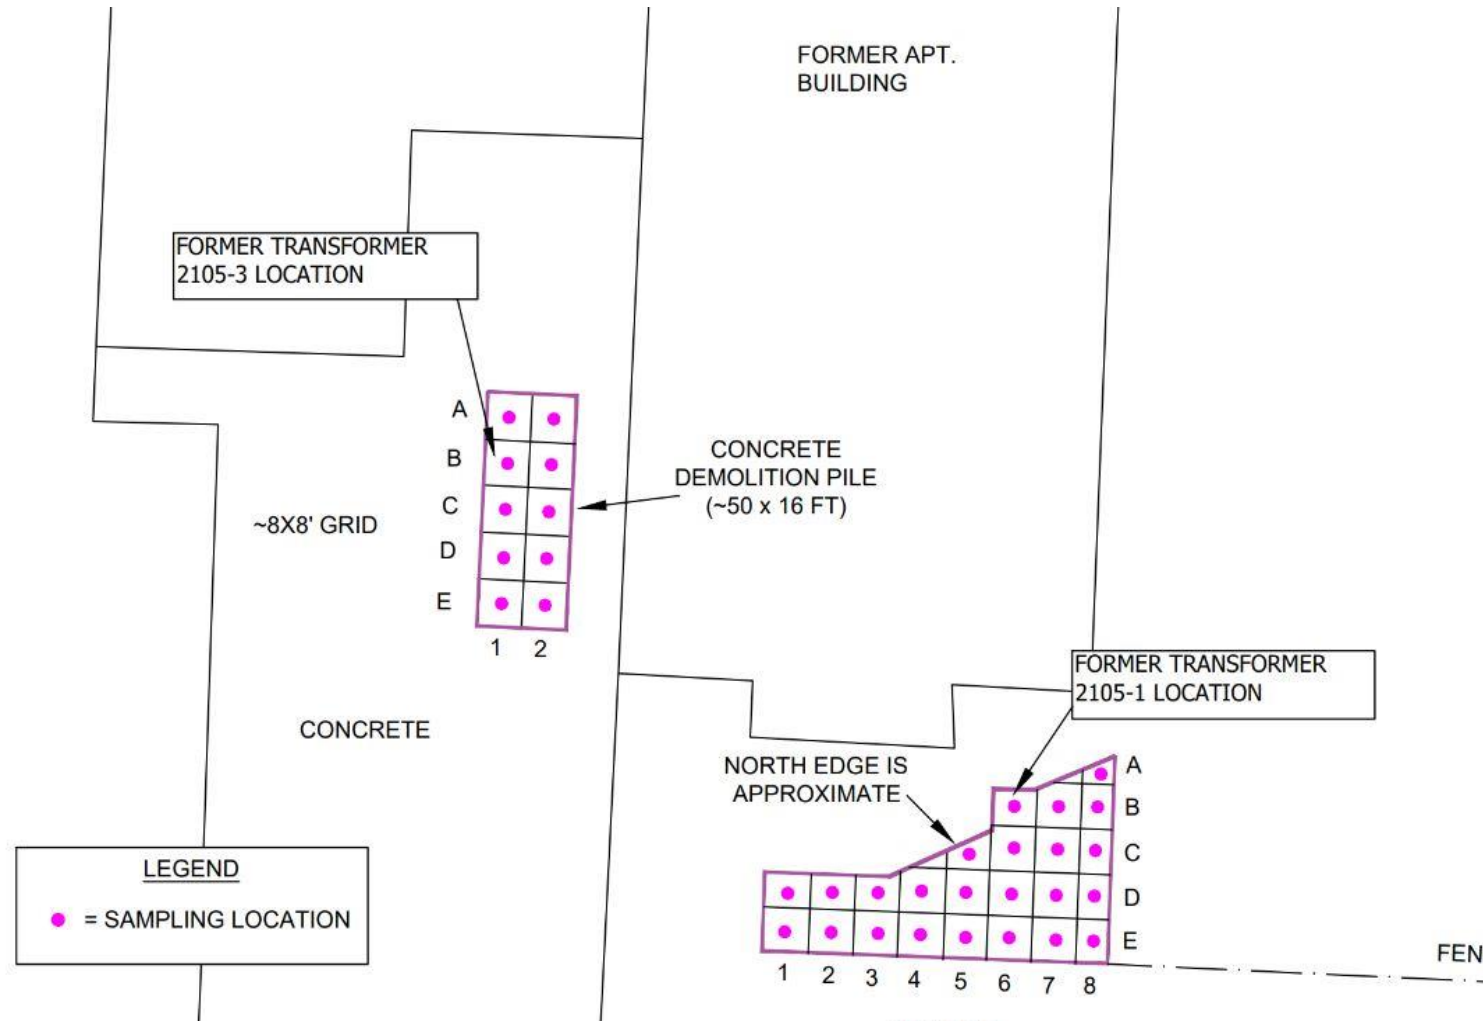 FORMER APT.
BUILDING
FORMER TRANSFORMER
2105-3 LOCATION
A
B
C
D
E
1 2
~8X8' GRID
CONCRETE
DEMOLITION PILE
(~50 x 16 FT)
CONCRETE
FORMER TRANSFORMER
2105-1 LOCATION
NORTH EDGE IS
APPROXIMATE
A
B
C
D
E
1 2 3 4 5 6 7 8
LEGEND
= SAMPLING LOCATION
FEN